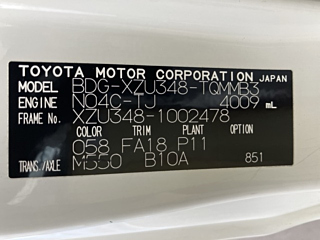 TOYOTA MOTOR CORPORATION JAPAN
MODEL BDG-XZU348-TQMMB3
ENGINE N04C-TJ 4009 mL
FRAME No. XZU348-1002478
COLOR TRIM PLANT OPTION
058 FA18 P11
TRANS./AXLE M550 B10A 851